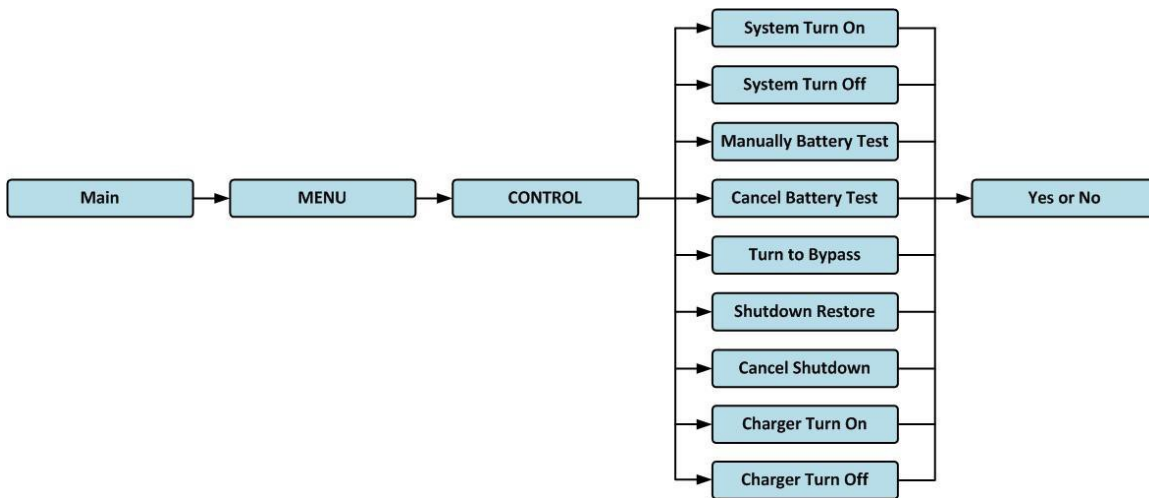 Main
MENU
CONTROL
System Turn On
System Turn Off
Manually Battery Test
Cancel Battery Test
Turn to Bypass
Shutdown Restore
Cancel Shutdown
Charger Turn On
Charger Turn Off
Yes or No